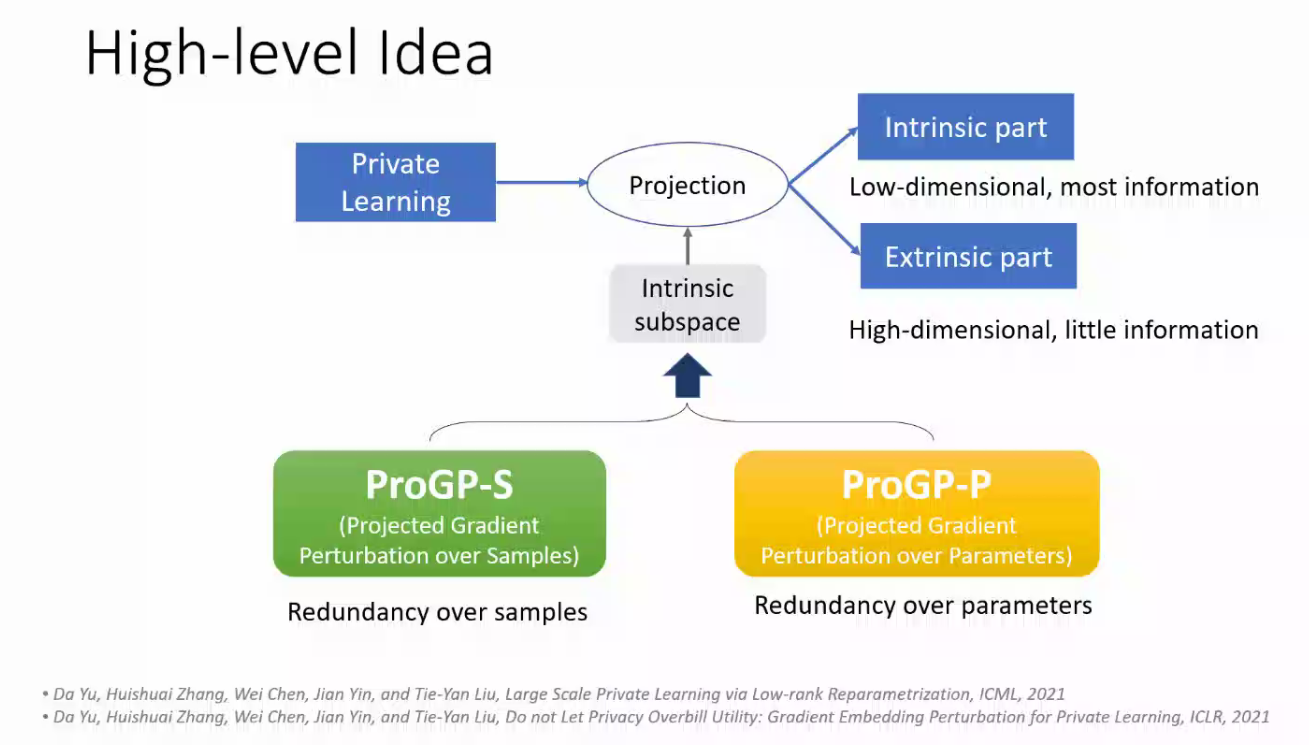 High-level Idea
Private
Learning
Projection
Intrinsic part
Low-dimensional, most information
Extrinsic part
High-dimensional, little information
Intrinsic
subspace
ProGP-S
(Projected Gradient
Perturbation over Samples)
Redundancy over samples
ProGP-P
(Projected Gradient
Perturbation over Parameters)
Redundancy over parameters
• Da Yu, Huishuai Zhang, Wei Chen, Jian Yin, and Tie-Yan Liu, Large Scale Private Learning via Low-rank Reparametrization, ICML, 2021
• Da Yu, Huishuai Zhang, Wei Chen, Jian Yin, and Tie-Yan Liu, Do not Let Privacy Overbill Utility: Gradient Embedding Perturbation for Private Learning, ICLR, 2021